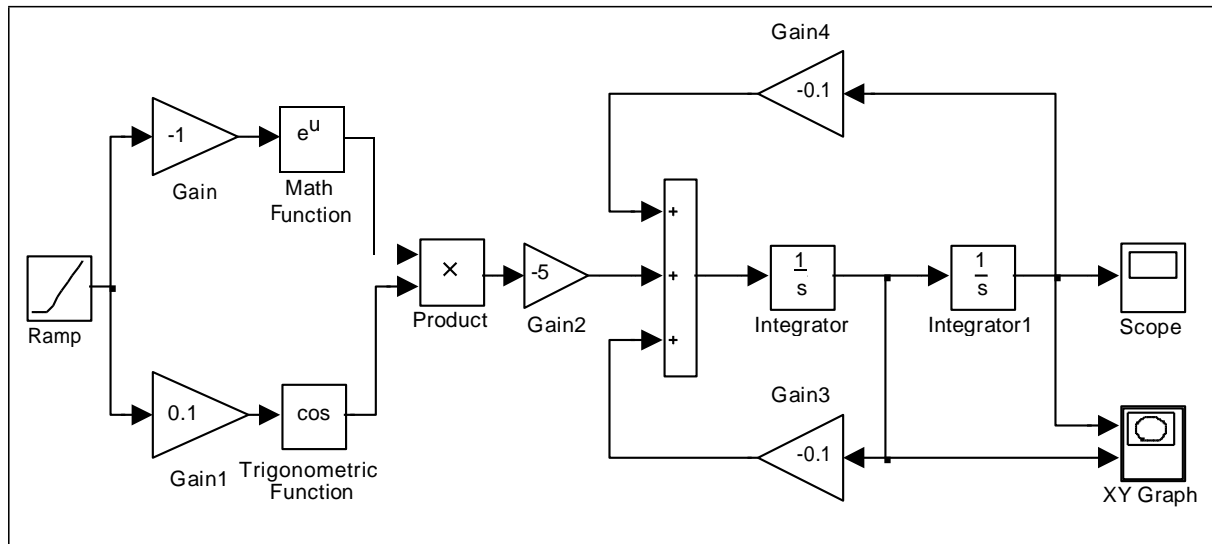 Gain4
-0.1
-1
e^u
Gain
Math
Function
+
×
-5
+
1
s
1
s
Ramp
Product
Gain2
Integrator
Integrator1
Scope
+
Gain3
0.1
cos
-0.1
Gain1
Trigonometric
Function
XY Graph